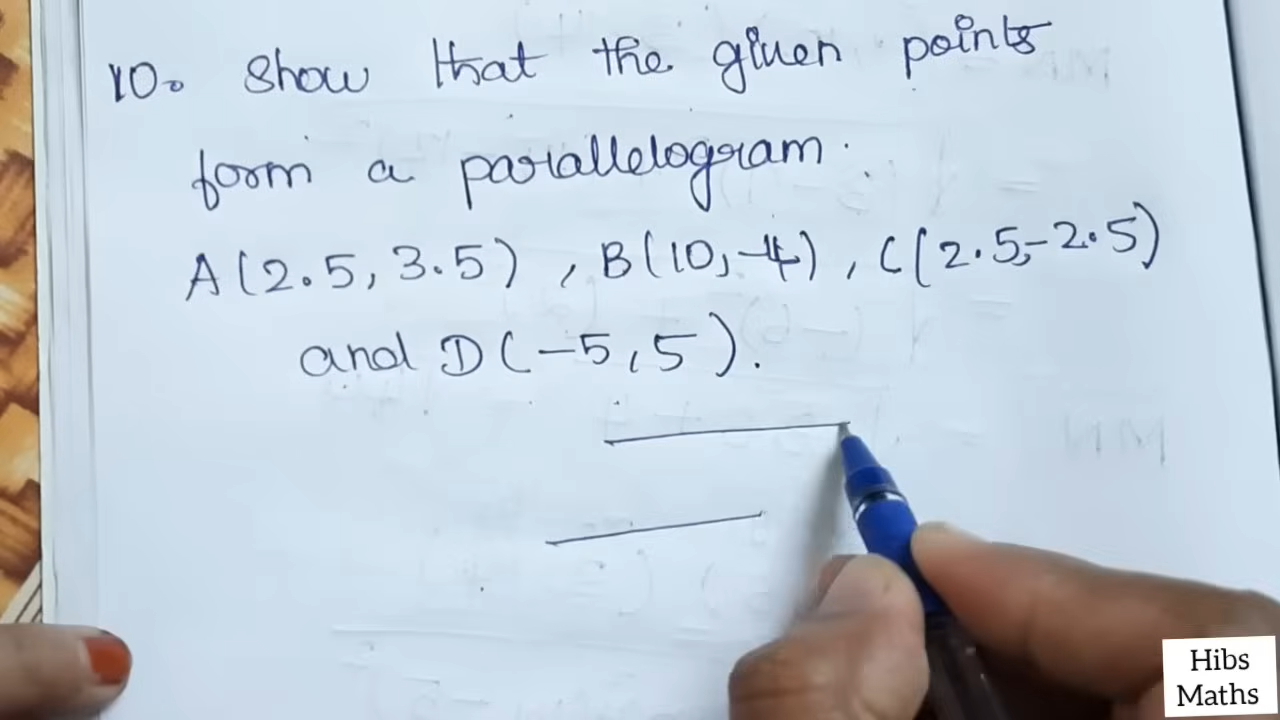 10. Show that the given points
form a parallelogram.
A(2.5, 3.5) , B(10, -4) , C(2.5, -2.5)
and D(-5, 5).
Hibs
Maths